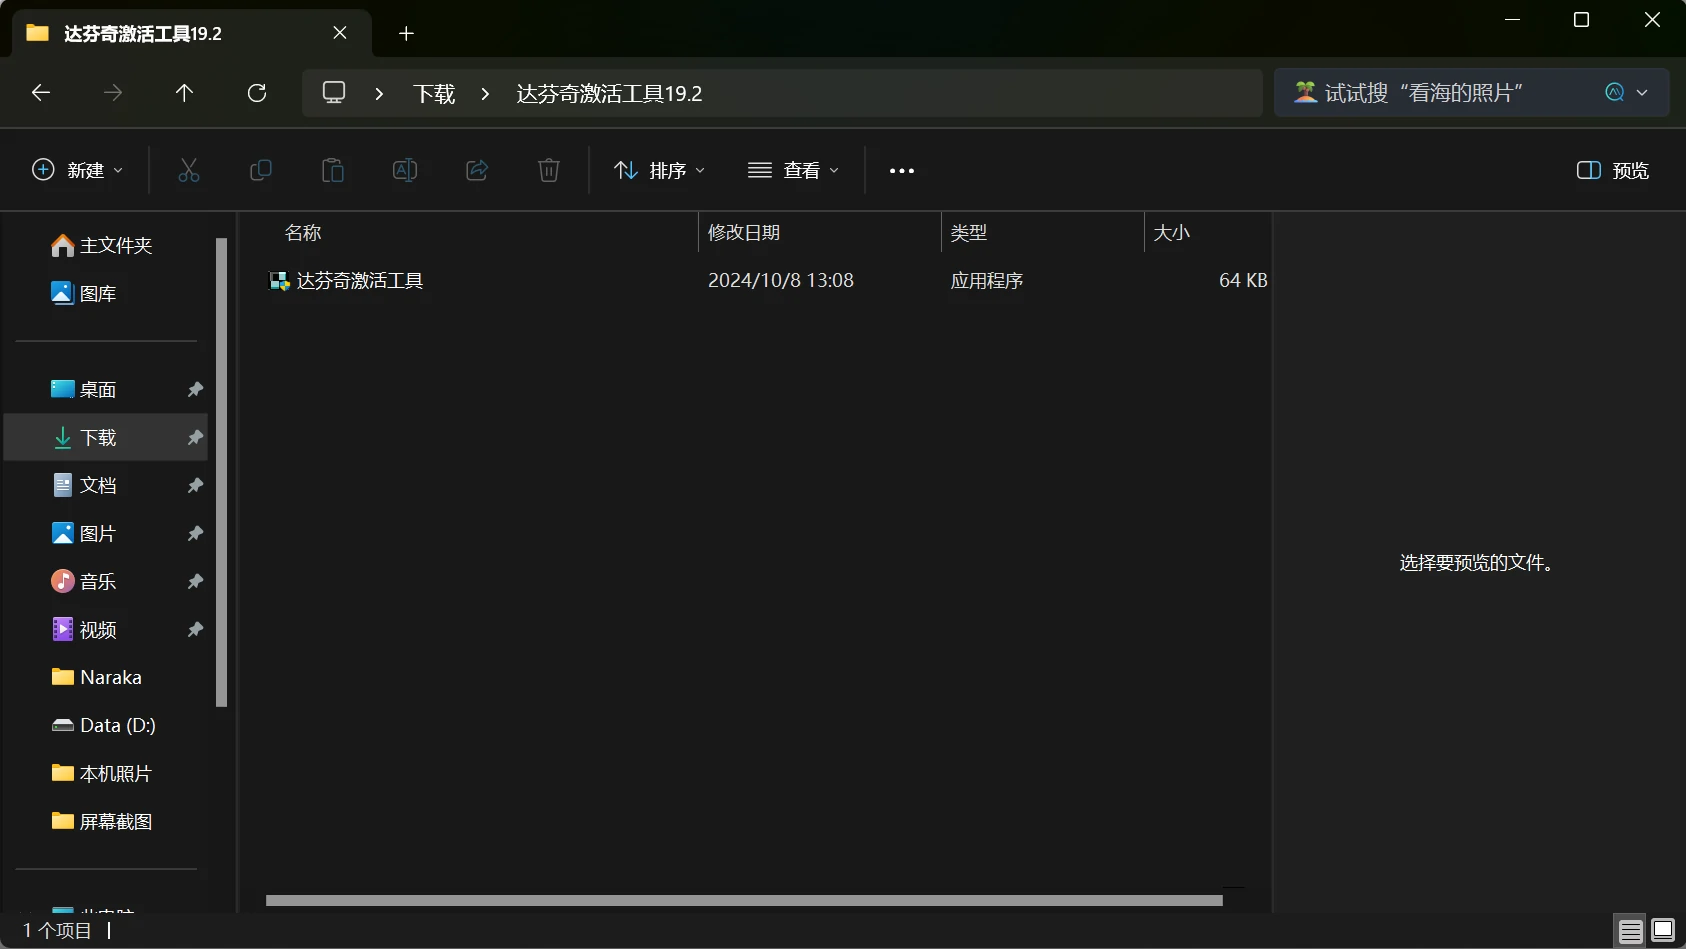 达芬奇激活工具19.2
下载
达芬奇激活工具19.2
试试搜“看海的照片”
新建
排序
查看
预览
名称
修改日期
类型
大小
达芬奇激活工具
2024/10/8 13:08
应用程序
64 KB
主文件夹
图库
桌面
下载
文档
图片
音乐
视频
Naraka
Data (D:)
本机照片
屏幕截图
选择要预览的文件。
1 个项目